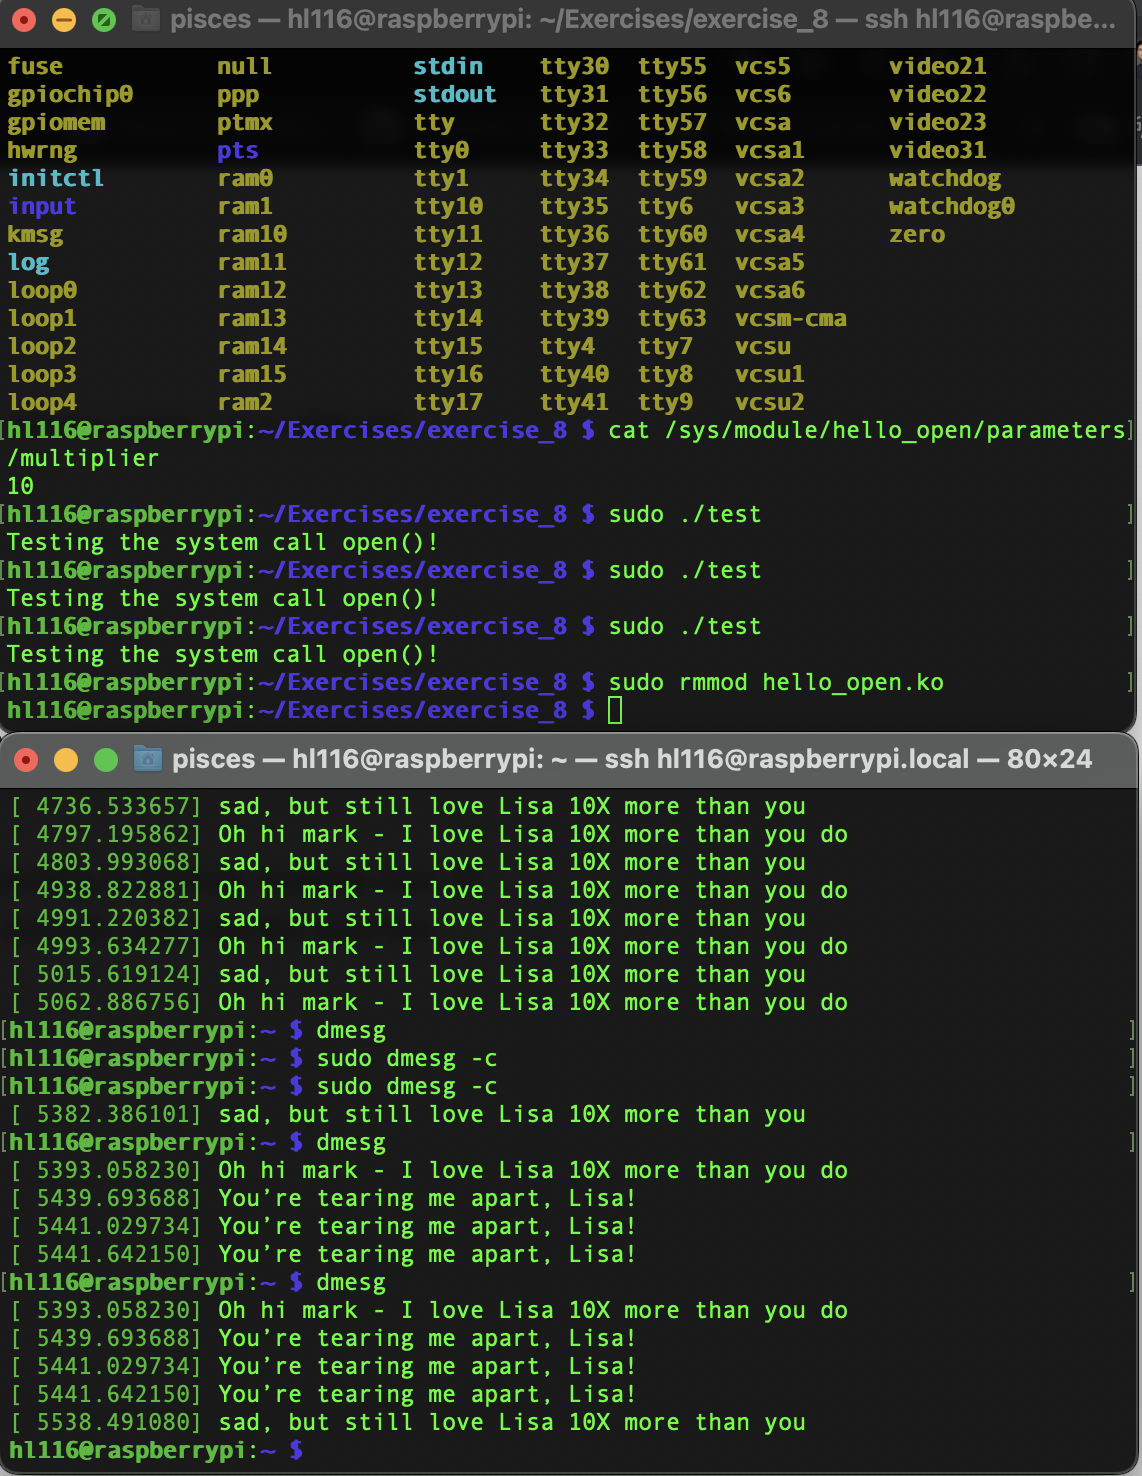 pisces — hl116@raspberrypi: ~/Exercises/exercise_8 — ssh hl116@raspbe...
fuse null stdin tty30 tty55 vcs5 video21
gpiochip0 ppp stdout tty31 tty56 vcs6 video22
gpiomem ptmx tty tty32 tty57 vcsa video23
hwrng pts tty0 tty33 tty58 vcsa1 video31
initctl ram0 tty1 tty34 tty59 vcsa2 watchdog
input ram1 tty10 tty35 tty6 vcsa3 watchdog0
kmsg ram10 tty11 tty36 tty60 vcsa4 zero
log ram11 tty12 tty37 tty61 vcsa5
loop0 ram12 tty13 tty38 tty62 vcsa6
loop1 ram13 tty14 tty39 tty63 vcsm-cma
loop2 ram14 tty15 tty4 tty7 vcsu
loop3 ram15 tty16 tty40 tty8 vcsu1
loop4 ram2 tty17 tty41 tty9 vcsu2
[hl116@raspberrypi:~/Exercises/exercise_8 $ cat /sys/module/hello_open/parameters]
/multiplier
10
[hl116@raspberrypi:~/Exercises/exercise_8 $ sudo ./test ]
Testing the system call open()!
[hl116@raspberrypi:~/Exercises/exercise_8 $ sudo ./test ]
Testing the system call open()!
[hl116@raspberrypi:~/Exercises/exercise_8 $ sudo ./test ]
Testing the system call open()!
[hl116@raspberrypi:~/Exercises/exercise_8 $ sudo rmmod hello_open.ko ]
hl116@raspberrypi:~/Exercises/exercise_8 $
pisces — hl116@raspberrypi: ~ — ssh hl116@raspberrypi.local — 80×24
[ 4736.533657] sad, but still love Lisa 10X more than you
[ 4797.195862] Oh hi mark - I love Lisa 10X more than you do
[ 4803.993068] sad, but still love Lisa 10X more than you
[ 4938.822881] Oh hi mark - I love Lisa 10X more than you do
[ 4991.220382] sad, but still love Lisa 10X more than you
[ 4993.634277] Oh hi mark - I love Lisa 10X more than you do
[ 5015.619124] sad, but still love Lisa 10X more than you
[ 5062.886756] Oh hi mark - I love Lisa 10X more than you do
[hl116@raspberrypi:~ $ dmesg ]
[hl116@raspberrypi:~ $ sudo dmesg -c ]
[hl116@raspberrypi:~ $ sudo dmesg -c ]
[ 5382.386101] sad, but still love Lisa 10X more than you
[hl116@raspberrypi:~ $ dmesg ]
[ 5393.058230] Oh hi mark - I love Lisa 10X more than you do
[ 5439.693688] You’re tearing me apart, Lisa!
[ 5441.029734] You’re tearing me apart, Lisa!
[ 5441.642150] You’re tearing me apart, Lisa!
[hl116@raspberrypi:~ $ dmesg ]
[ 5393.058230] Oh hi mark - I love Lisa 10X more than you do
[ 5439.693688] You’re tearing me apart, Lisa!
[ 5441.029734] You’re tearing me apart, Lisa!
[ 5441.642150] You’re tearing me apart, Lisa!
[ 5538.491080] sad, but still love Lisa 10X more than you
hl116@raspberrypi:~ $